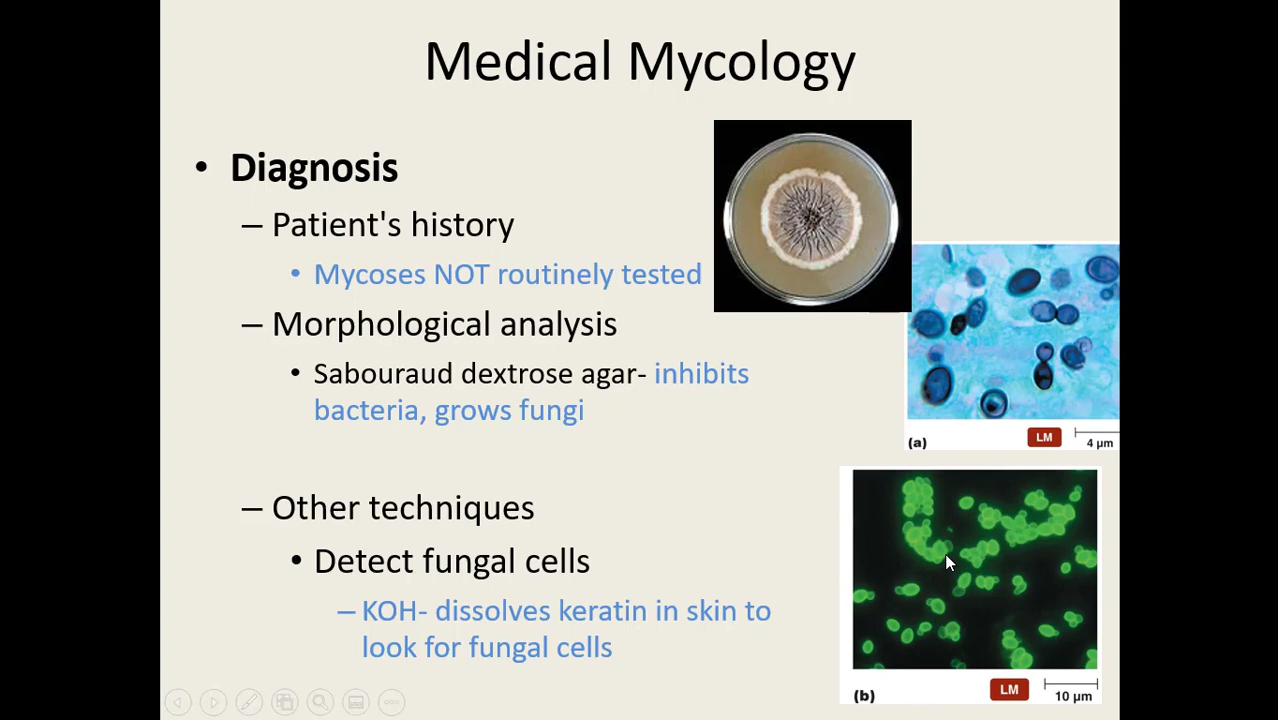 Medical Mycology
• Diagnosis
– Patient's history
• Mycoses NOT routinely tested
– Morphological analysis
• Sabouraud dextrose agar- inhibits
bacteria, grows fungi
(a) LM 4 µm
– Other techniques
• Detect fungal cells
– KOH- dissolves keratin in skin to
look for fungal cells
(b) LM 10 µm